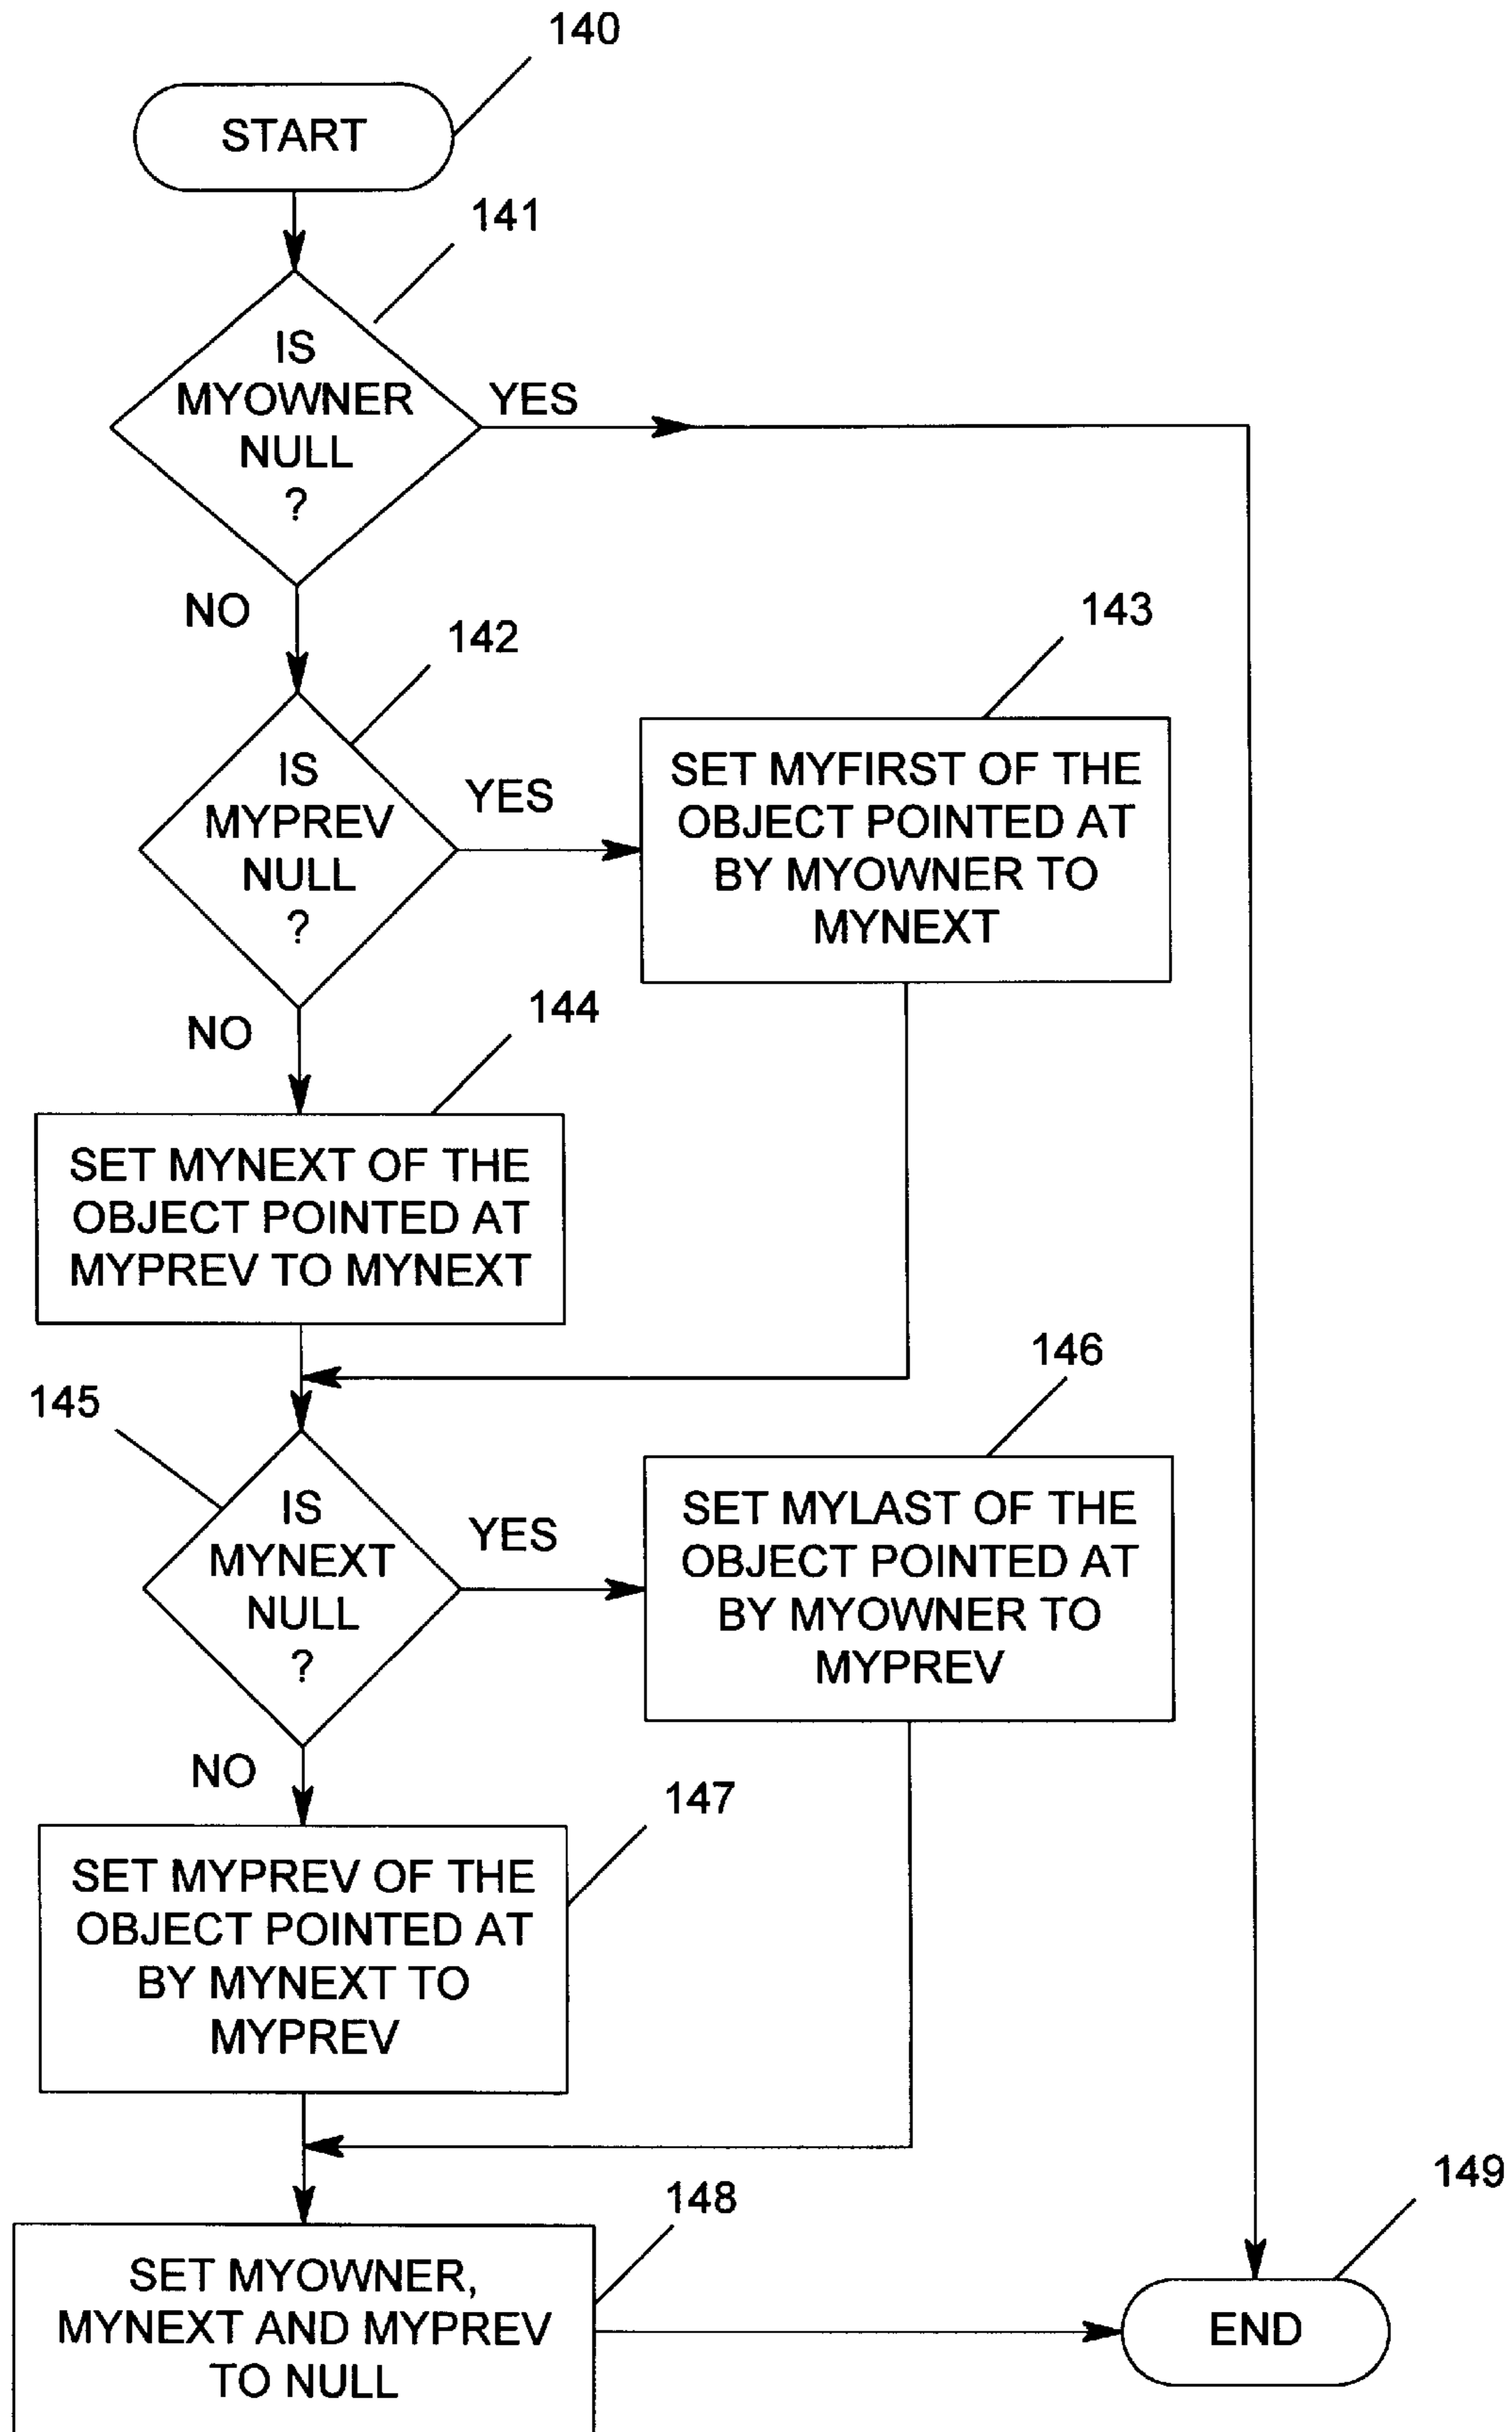 140
START
141
IS
MYOWNER
NULL
?
YES
NO
142
143
IS
MYPREV
NULL
?
YES
SET MYFIRST OF THE
OBJECT POINTED AT
BY MYOWNER TO
MYNEXT
NO
144
SET MYNEXT OF THE
OBJECT POINTED AT
MYPREV TO MYNEXT
145
146
IS
MYNEXT
NULL
?
YES
SET MYLAST OF THE
OBJECT POINTED AT
BY MYOWNER TO
MYPREV
NO
147
SET MYPREV OF THE
OBJECT POINTED AT
BY MYNEXT TO
MYPREV
148
149
SET MYOWNER,
MYNEXT AND MYPREV
TO NULL
END